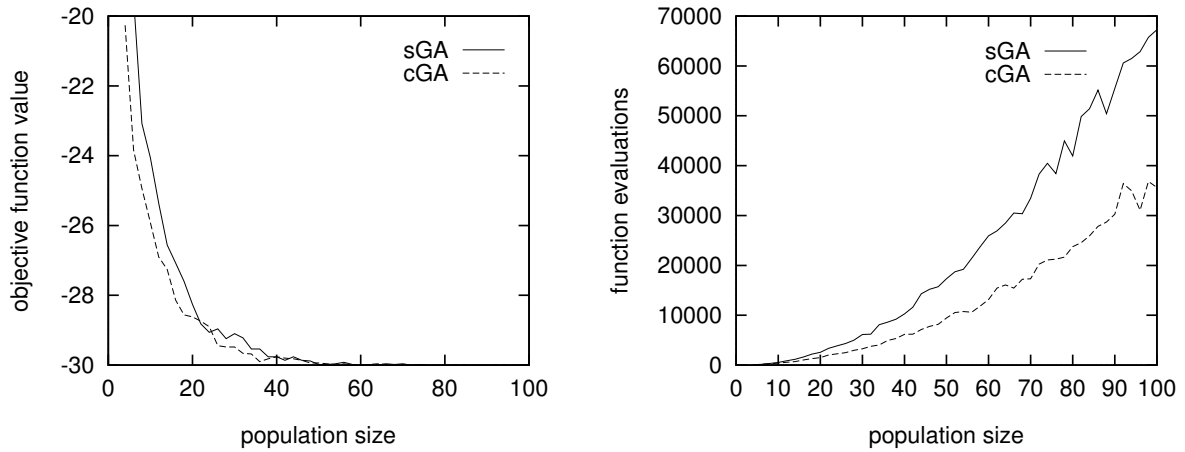 -20
-22
-24
-26
-28
-30
0 20 40 60 80 100
objective function value
population size
sGA
cGA
70000
60000
50000
40000
30000
20000
10000
0
0 10 20 30 40 50 60 70 80 90 100
function evaluations
population size
sGA
cGA